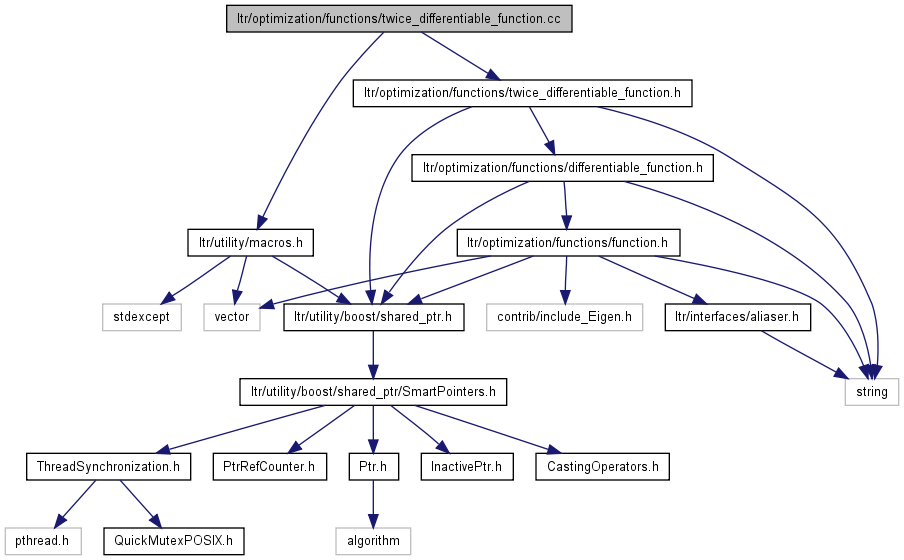 ltr/optimization/functions/twice_differentiable_function.cc
ltr/optimization/functions/twice_differentiable_function.h
ltr/optimization/functions/differentiable_function.h
ltr/utility/macros.h
ltr/optimization/functions/function.h
stdexcept
vector
ltr/utility/boost/shared_ptr.h
contrib/include_Eigen.h
ltr/interfaces/aliaser.h
ltr/utility/boost/shared_ptr/SmartPointers.h
string
ThreadSynchronization.h
PtrRefCounter.h
Ptr.h
InactivePtr.h
CastingOperators.h
pthread.h
QuickMutexPOSIX.h
algorithm